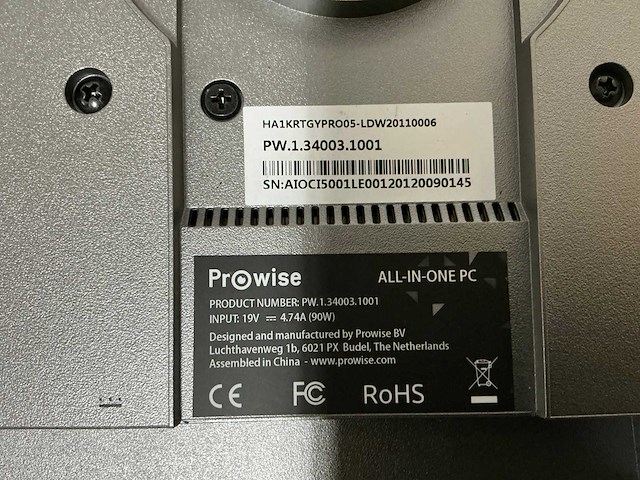 HA1KRTGYPRO05-LDW20110006
PW.1.34003.1001
SN:AIOCI5001LE00120120090145
Prowise
ALL-IN-ONE PC
PRODUCT NUMBER: PW.1.34003.1001
INPUT: 19V ⎓ 4.74A (90W)
Designed and manufactured by Prowise BV
Luchthavenweg 1b, 6021 PX Budel, The Netherlands
Assembled in China - www.prowise.com
CE FC RoHS